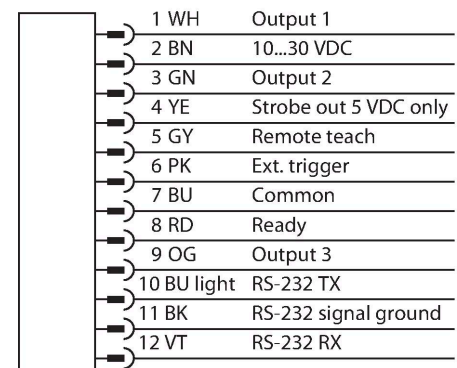 1 WH Output 1
2 BN 10...30 VDC
3 GN Output 2
4 YE Strobe out 5 VDC only
5 GY Remote teach
6 PK Ext. trigger
7 BU Common
8 RD Ready
9 OG Output 3
10 BU light RS-232 TX
11 BK RS-232 signal ground
12 VT RS-232 RX